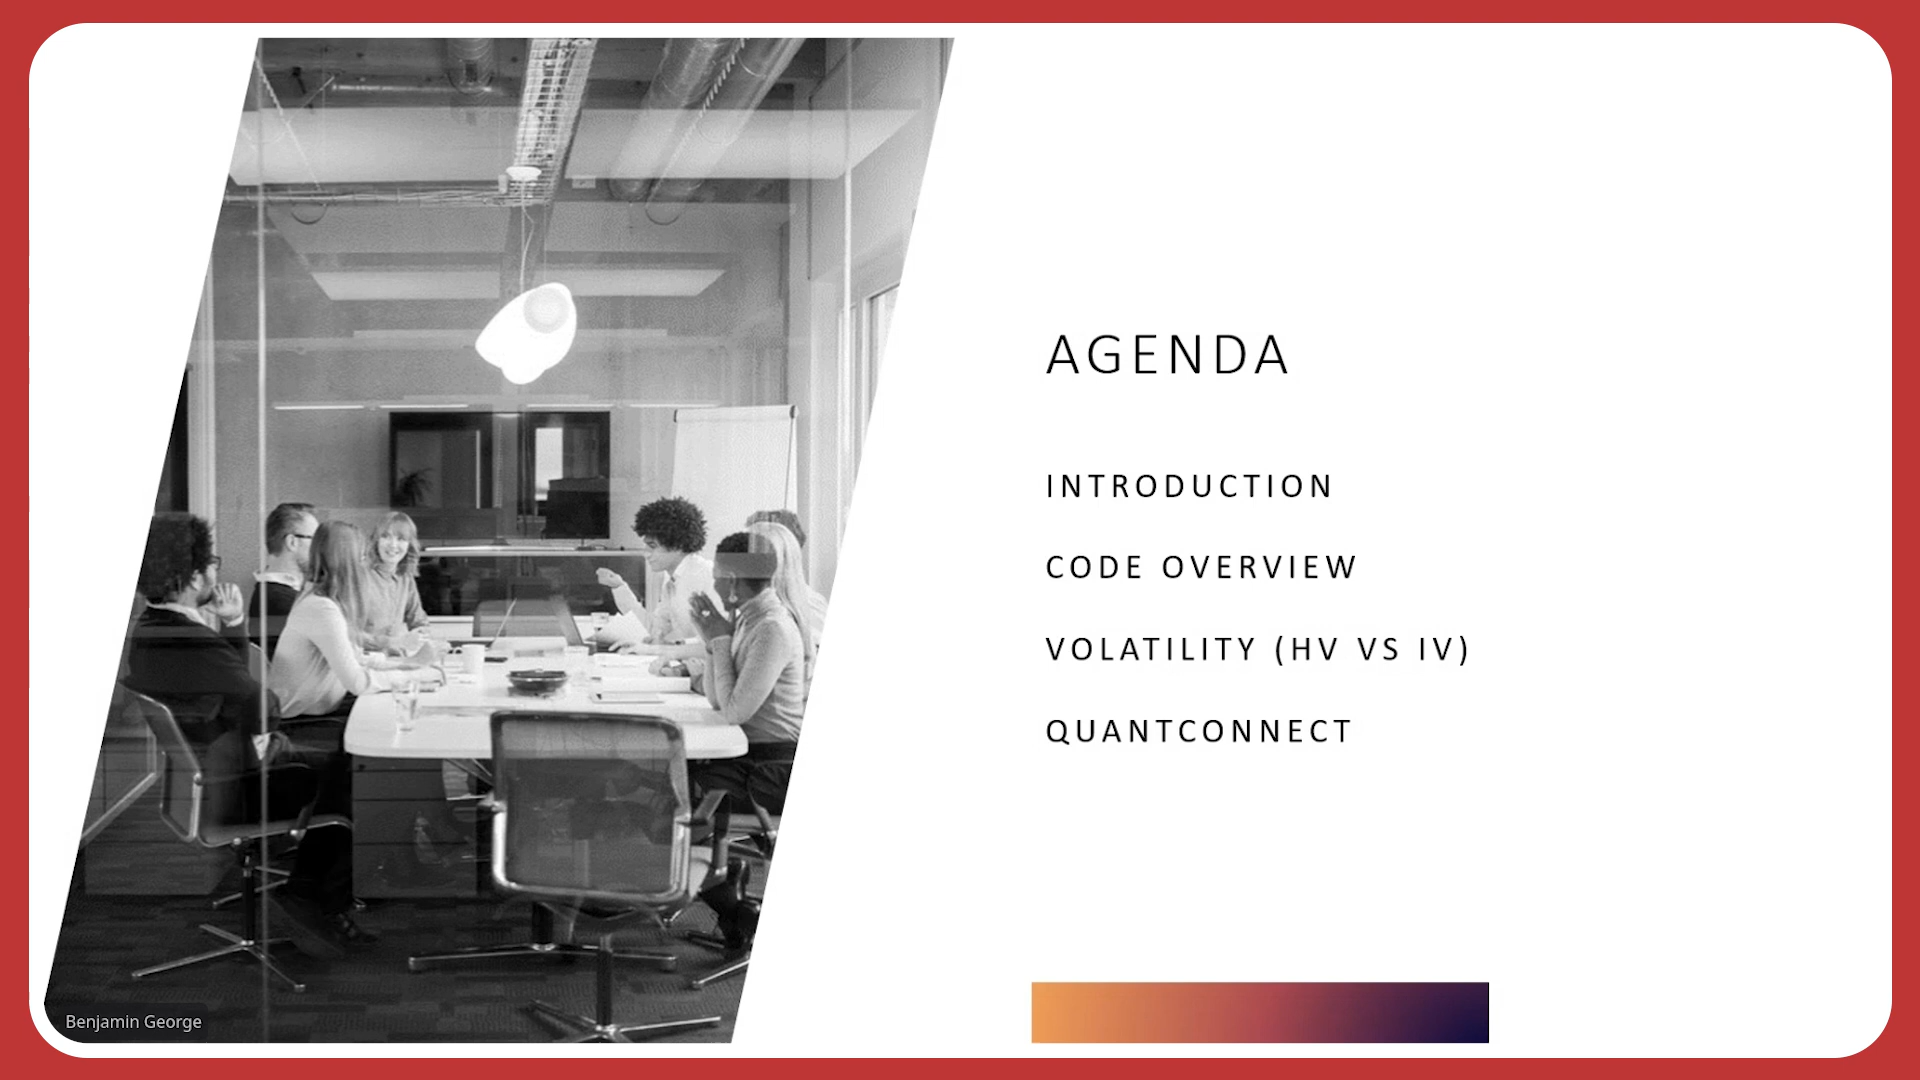 AGENDA
INTRODUCTION
CODE OVERVIEW
VOLATILITY (HV VS IV)
QUANTCONNECT
Benjamin George